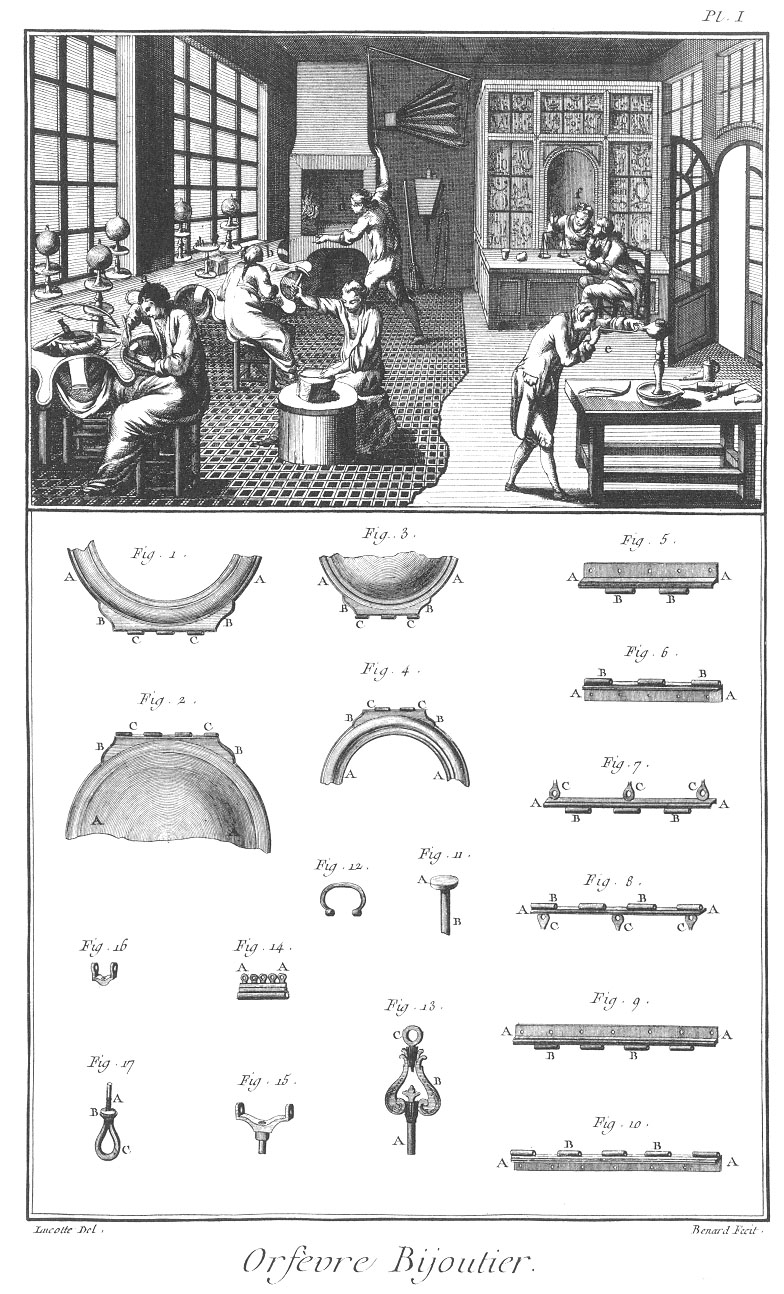 Pl. I
c
Fig. 1.
A
A
B
B
C
C
Fig. 3.
A
A
B
B
C
C
Fig. 5.
A
A
B
B
Fig. 6.
B
B
A
A
Fig. 2.
C
C
B
B
A
A
Fig. 4.
C
C
B
B
A
A
Fig. 7.
C
C
C
A
A
B
B
Fig. 12.
Fig. 11.
A
B
Fig. 8.
B
B
A
A
C
C
C
Fig. 16
Fig. 14.
A
A
Fig. 13.
C
B
A
Fig. 9.
A
A
B
B
Fig. 17
A
B
C
Fig. 15.
Fig. 10.
B
B
A
A
Lucotte Del.
Benard Fecit.
Orfèvre Bijoutier.